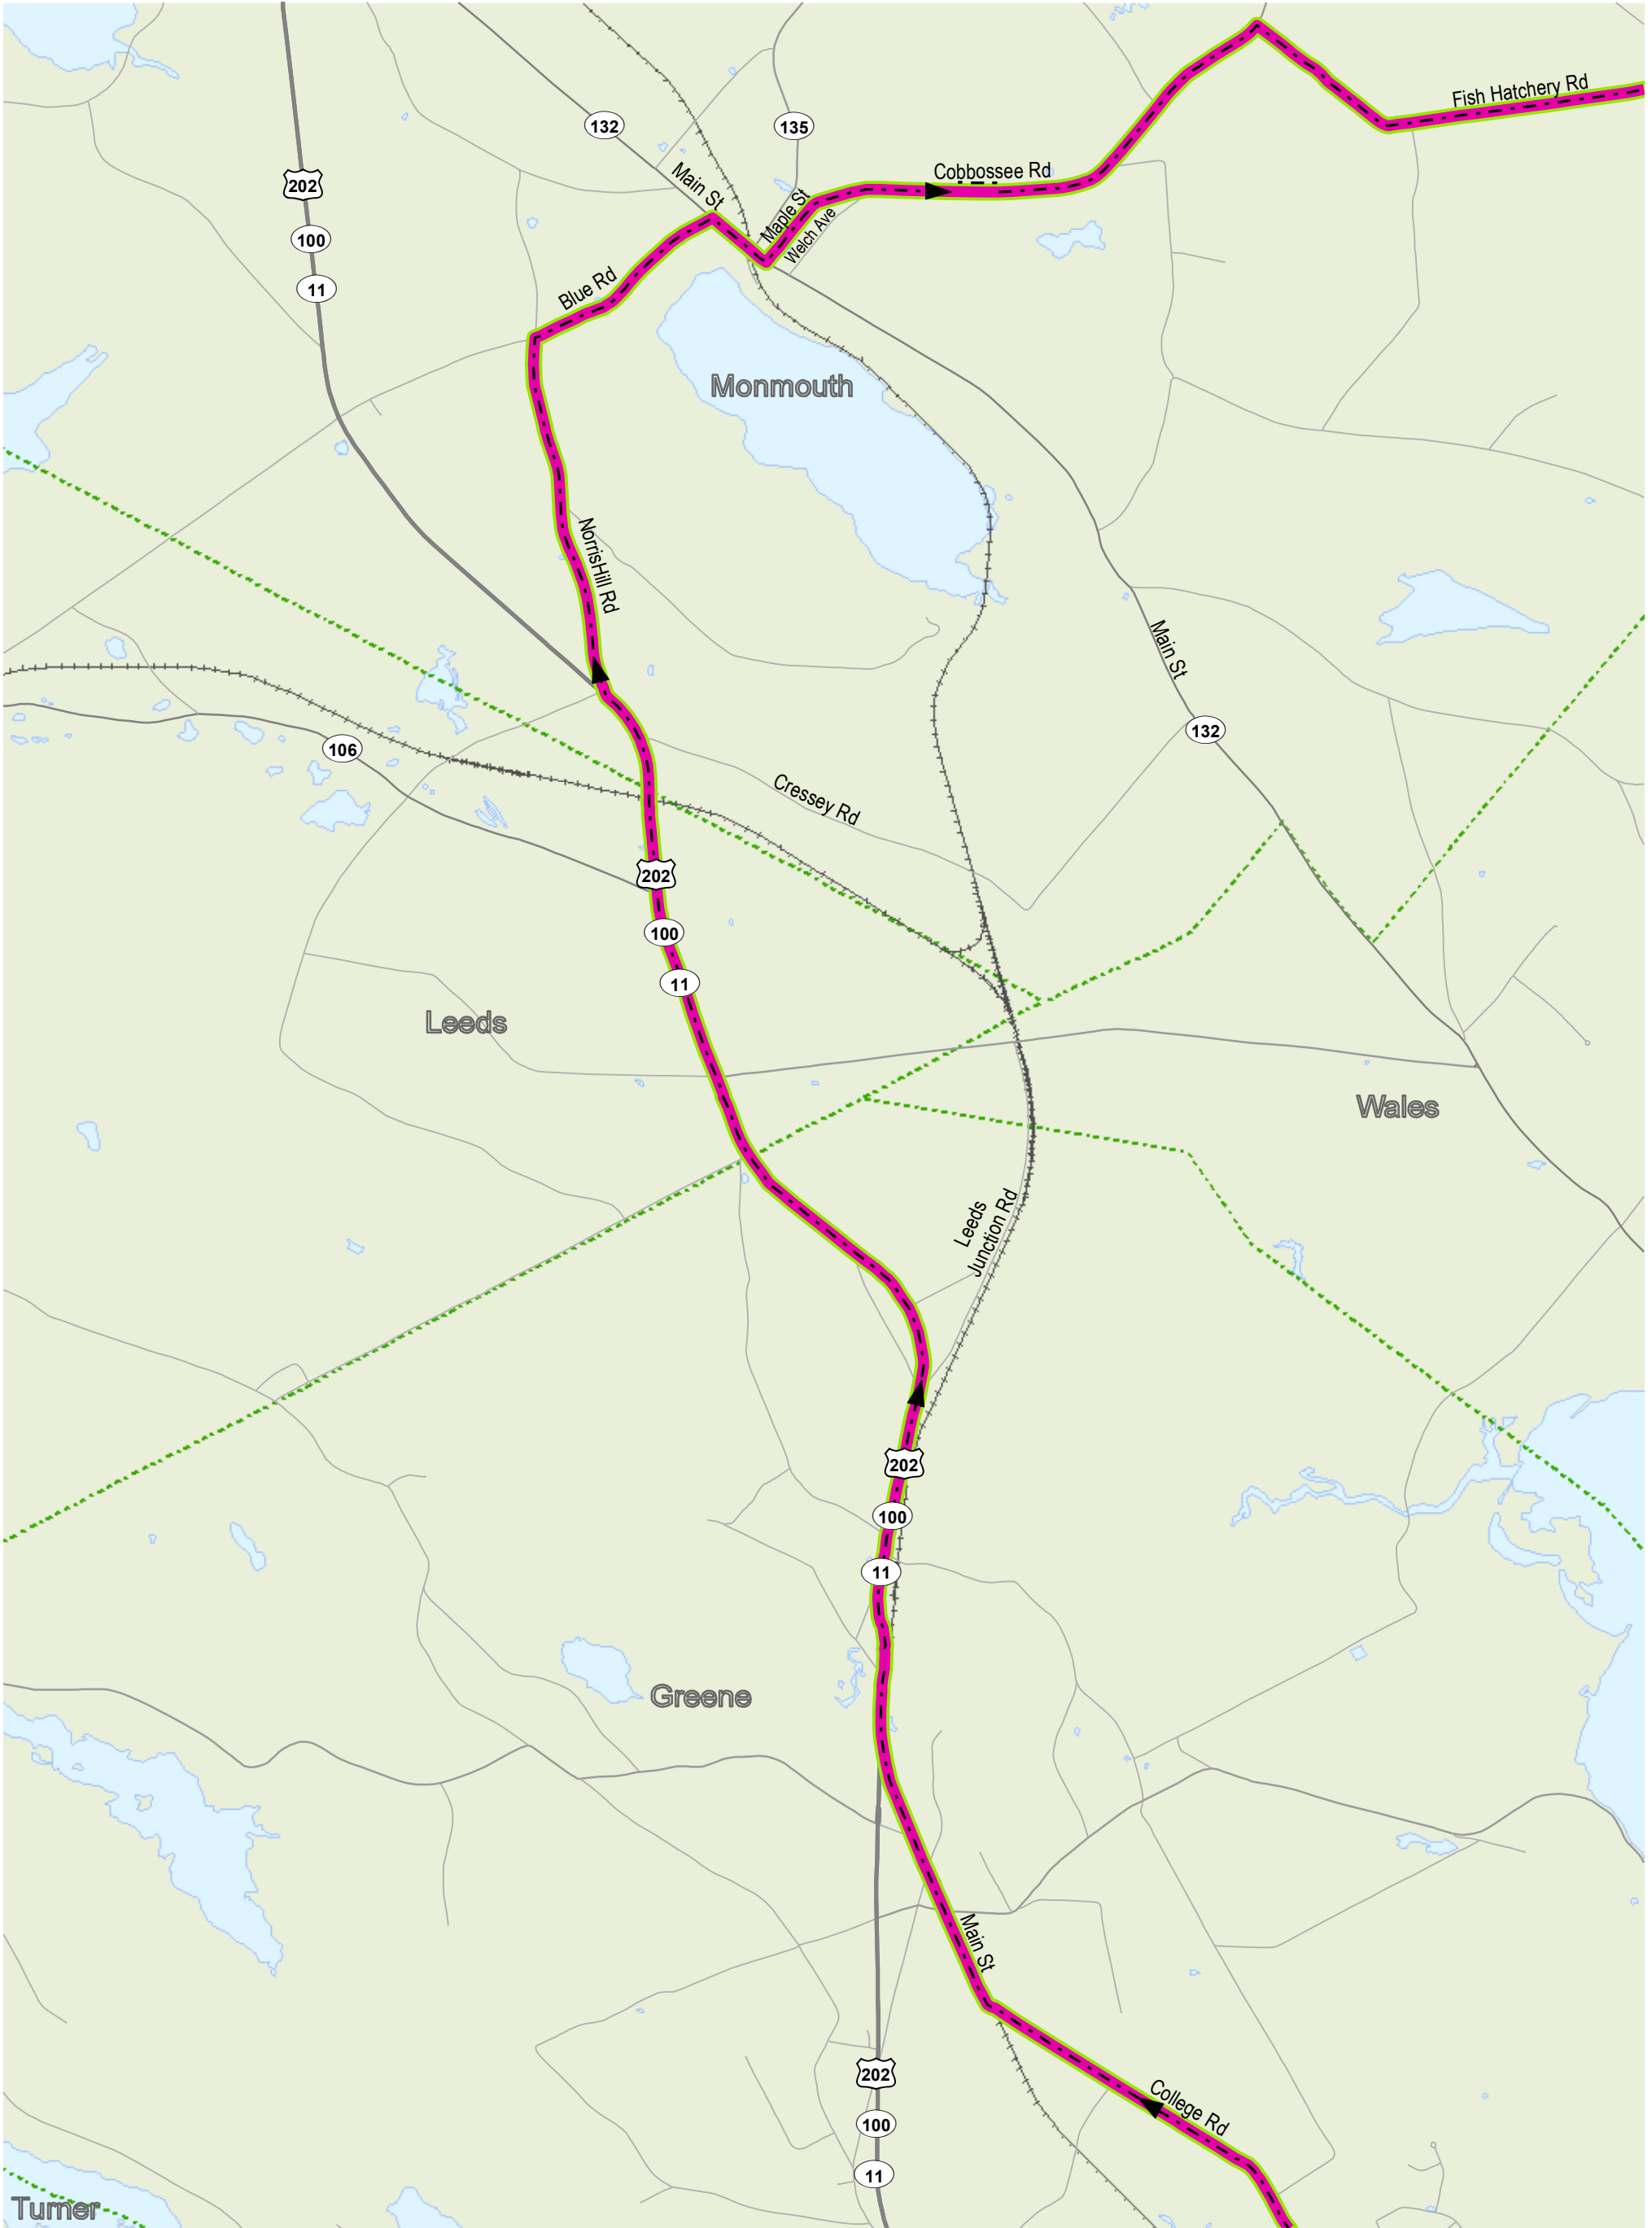 Fish Hatchery Rd
132
135
Cobbossee Rd
Main St
202
Maple St
Welch Ave
100
11
Blue Rd
Monmouth
NorrisHill Rd
Main St
132
106
Cressey Rd
202
100
11
Leeds
Wales
Leeds
Junction Rd
202
100
11
Greene
Main St
202
College Rd
100
11
Turner